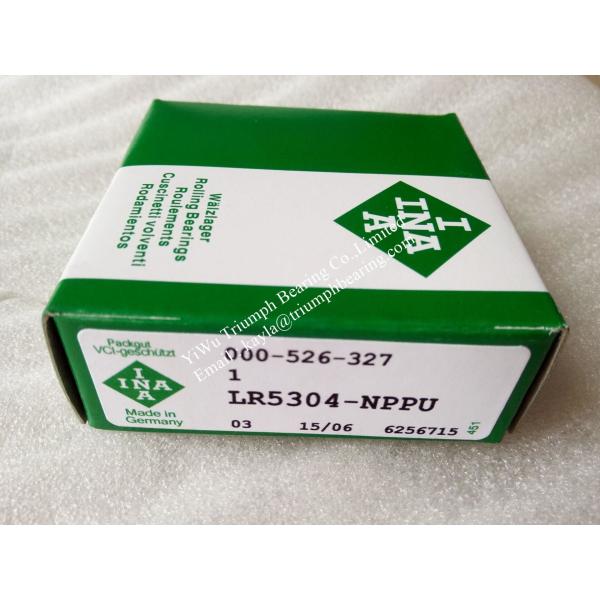 Wälzlager
Rolling Bearings
Roulements
Cuscinetti volventi
Rodamientos
I
INA
A
YiWu Triumph Bearing Co.,Limited
Email: kayla@triumphbearing.com
Packgut
VCI-geschützt
I
INA
A
Made in
Germany
000-526-327
1
LR5304-NPPU
03 15/06 6256715
451